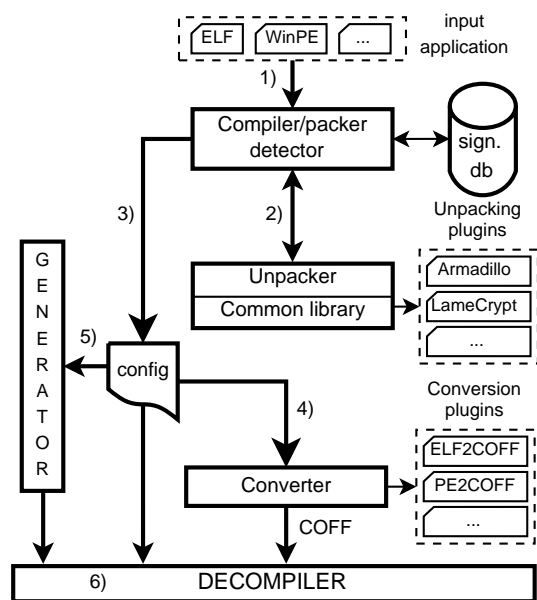 input
application
ELF
WinPE
...
1)
Compiler/packer
detector
sign.
db
3)
2)
Unpacking
plugins
Unpacker
Common library
Armadillo
LameCrypt
...
GENERATOR
5)
config
4)
Conversion
plugins
Converter
ELF2COFF
PE2COFF
...
COFF
6)
DECOMPILER